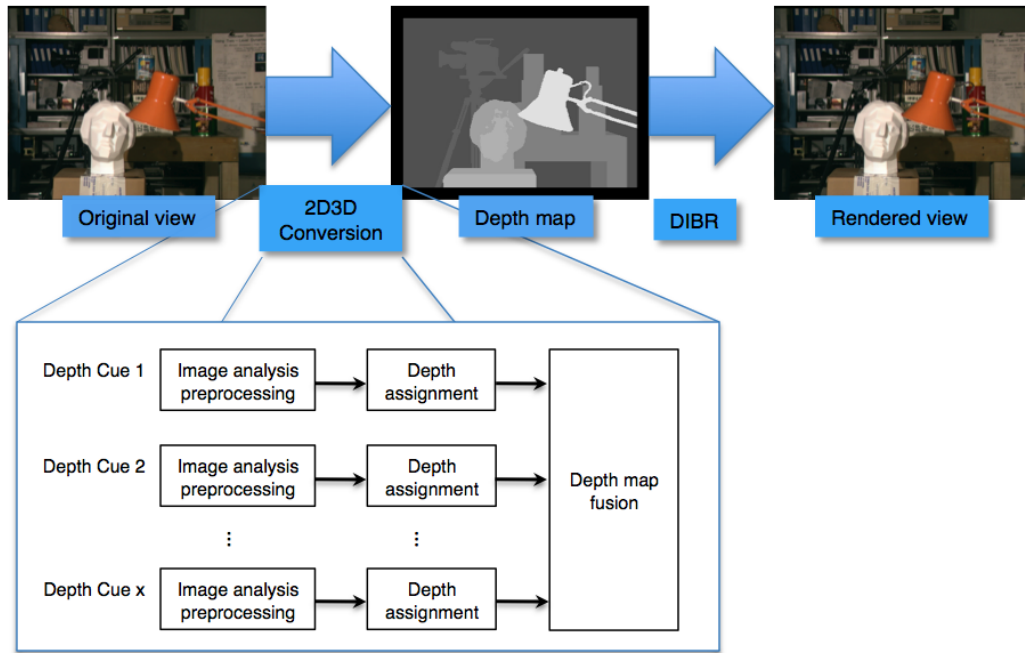 Original view
2D3D
Conversion
Depth map
DIBR
Rendered view
Depth Cue 1
Image analysis
preprocessing
Depth
assignment
Depth Cue 2
Image analysis
preprocessing
Depth
assignment
Depth map
fusion
⋮
⋮
Depth Cue x
Image analysis
preprocessing
Depth
assignment